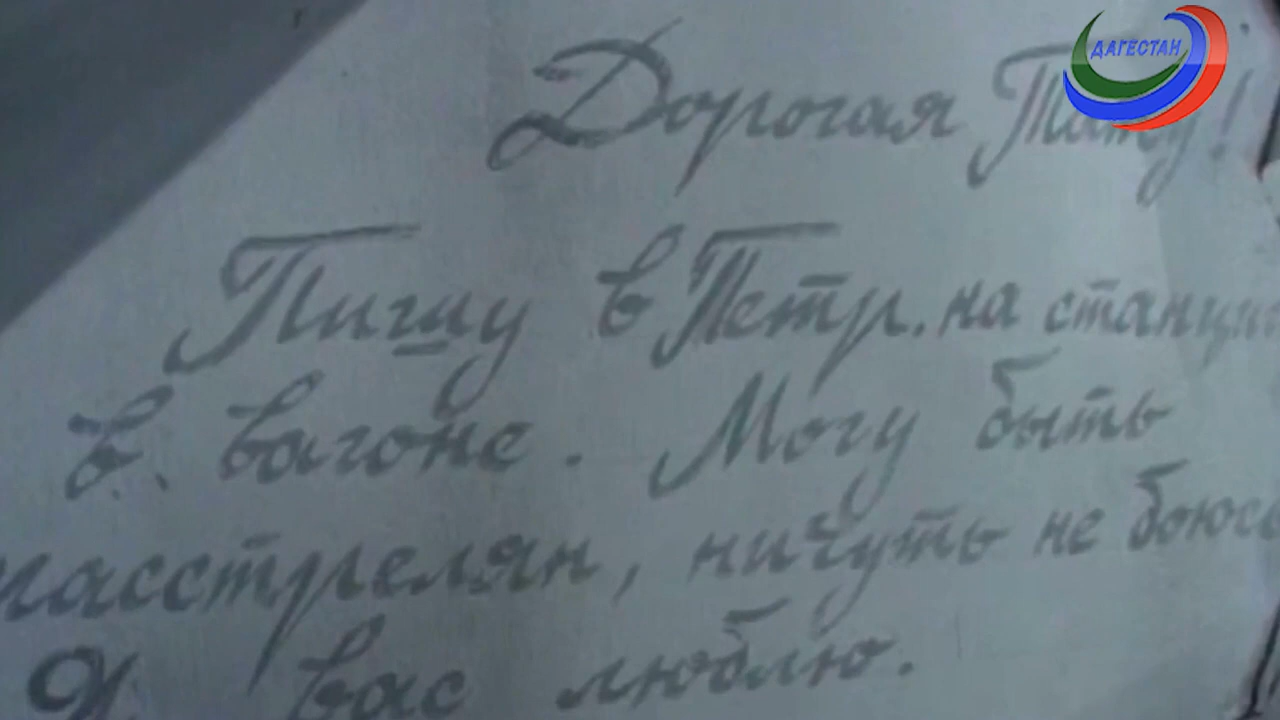 ДАГЕСТАН
Дорогая Тату!
Пишу в Петр. на станции
в вагоне. Могу быть
расстрелян, ничуть не боюсь
Я вас люблю.